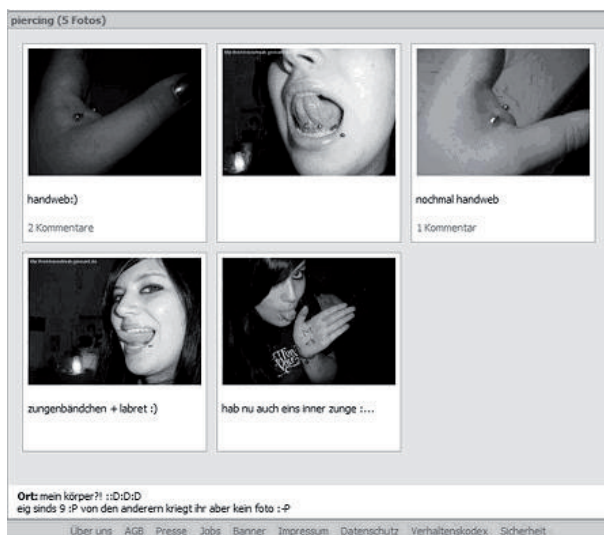 piercing (5 Fotos)
handweb:)
2 Kommentare
nochmal handweb
1 Kommentar
zungenbändchen + labret :)
hab nu auch eins inner zunge :...
Ort: mein körper?! ::D:D:D
eig sinds 9 :P von den anderern kriegt ihr aber kein foto :-P
Über uns AGB Presse Jobs Banner Impressum Datenschutz Verhaltenskodex Sicherheit